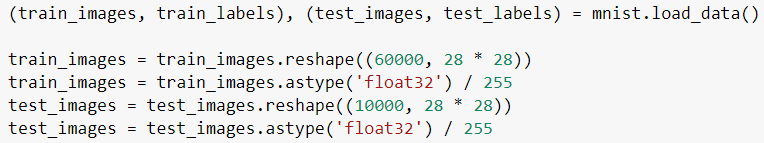 (train_images, train_labels), (test_images, test_labels) = mnist.load_data()
train_images = train_images.reshape((60000, 28 * 28))
train_images = train_images.astype('float32') / 255
test_images = test_images.reshape((10000, 28 * 28))
test_images = test_images.astype('float32') / 255